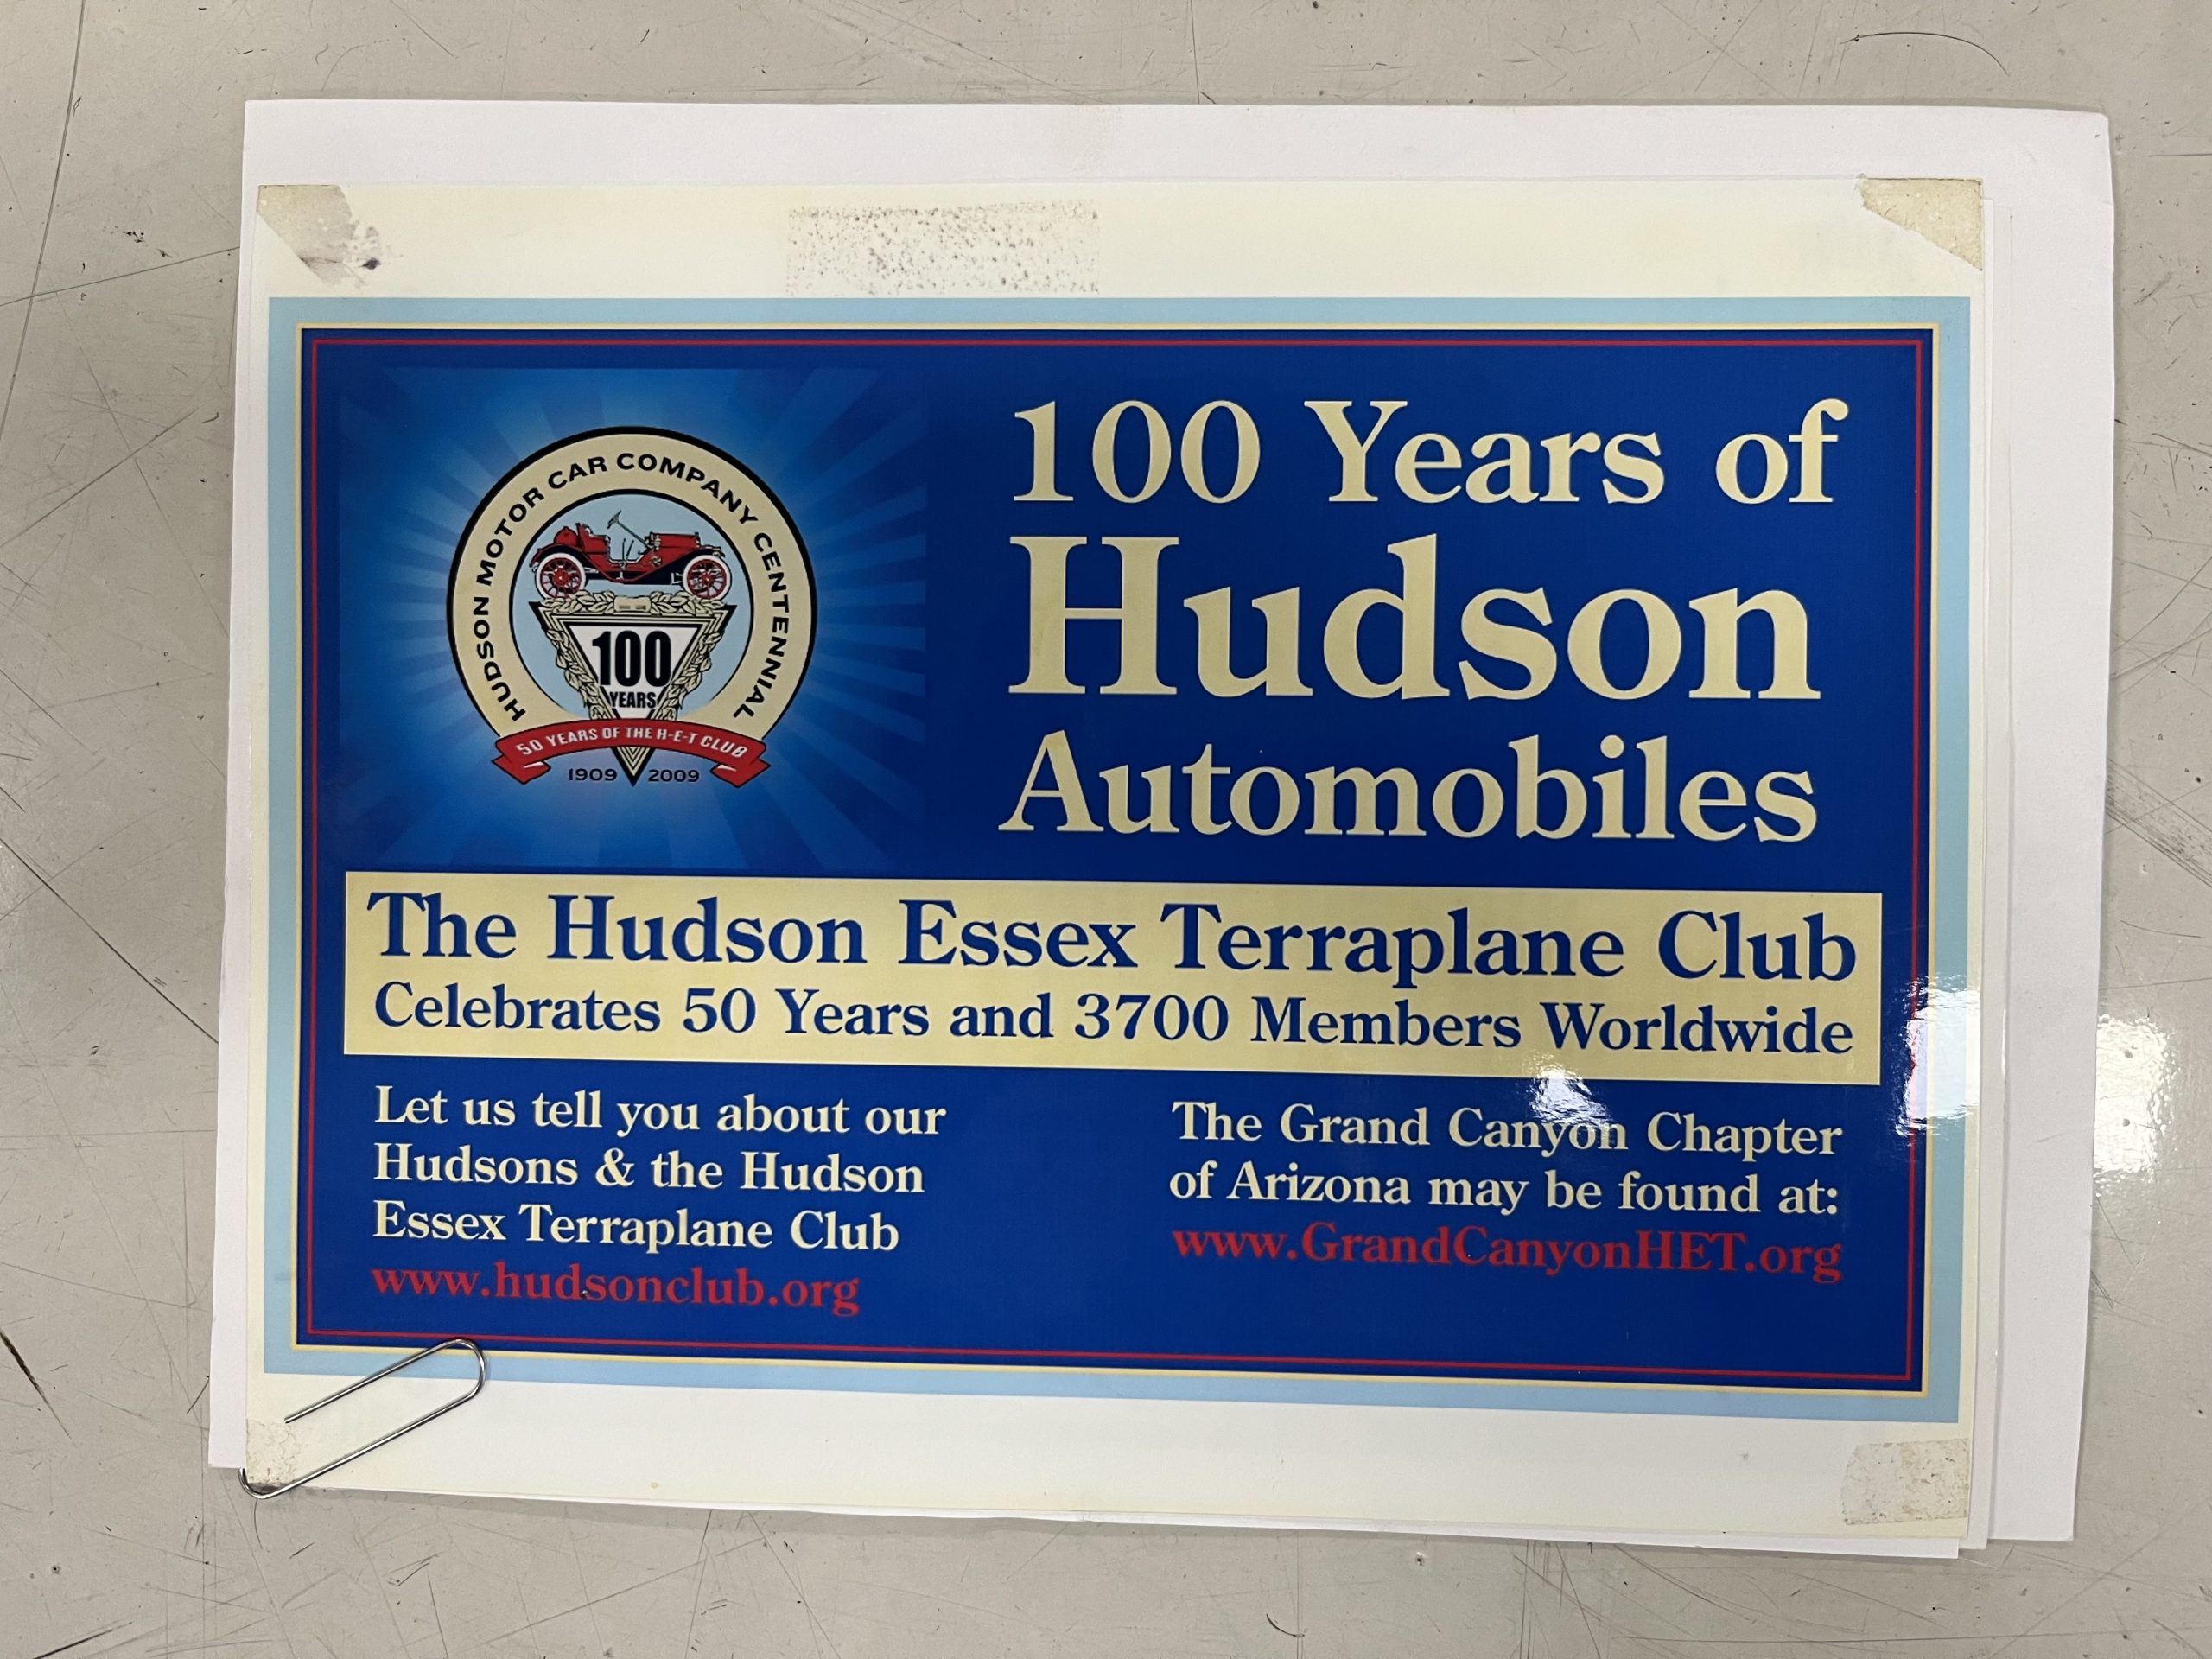 HUDSON MOTOR CAR COMPANY CENTENNIAL
100
YEARS
50 YEARS OF THE H-E-T CLUB
1909 2009
100 Years of
Hudson
Automobiles
The Hudson Essex Terraplane Club
Celebrates 50 Years and 3700 Members Worldwide
Let us tell you about our
Hudsons & the Hudson
Essex Terraplane Club
www.hudsonclub.org
The Grand Canyon Chapter
of Arizona may be found at:
www.GrandCanyonHET.org